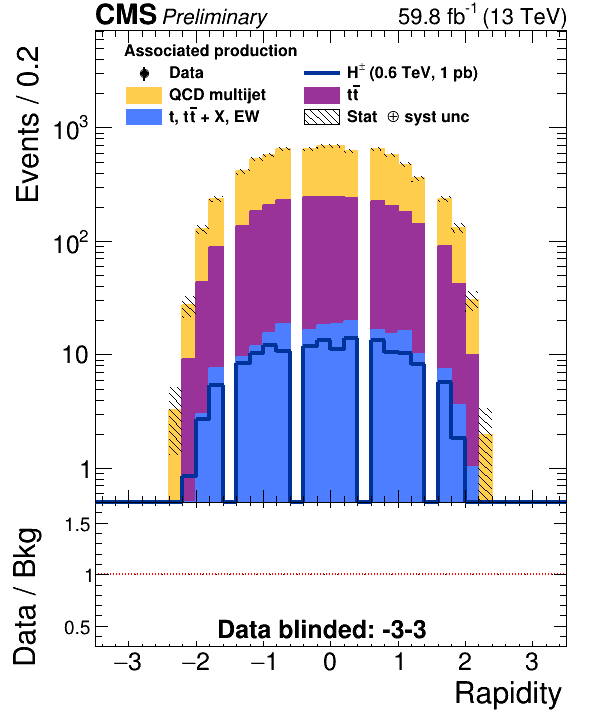 CMS Preliminary 59.8 fb⁻¹ (13 TeV)
Associated production
Data
H± (0.6 TeV, 1 pb)
QCD multijet
tt̄
t, tt̄ + X, EW
Stat ⊕ syst unc
Events / 0.2
10³
10²
10
1
Data / Bkg
1.5
1
0.5
Data blinded: -3-3
−3 −2 −1 0 1 2 3
Rapidity